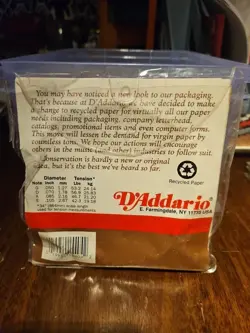 You may have noticed a new look to our packaging.
That's because at D'Addario we have decided to make
a change to recycled paper for virtually all our paper
needs including packaging, company letterhead,
catalogs, promotional items and even computer forms.
This move will lessen the demand for virgin paper by
countless tons. We hope our actions will encourage
others in the music (and other) industries to follow suit.
Conservation is hardly a new or original
idea, but it's the best we've heard so far.
Recycled Paper
Diameter Tension*
Note Inch mm Lbs kg
D'Addario
E. Farmingdale, NY 11735 USA